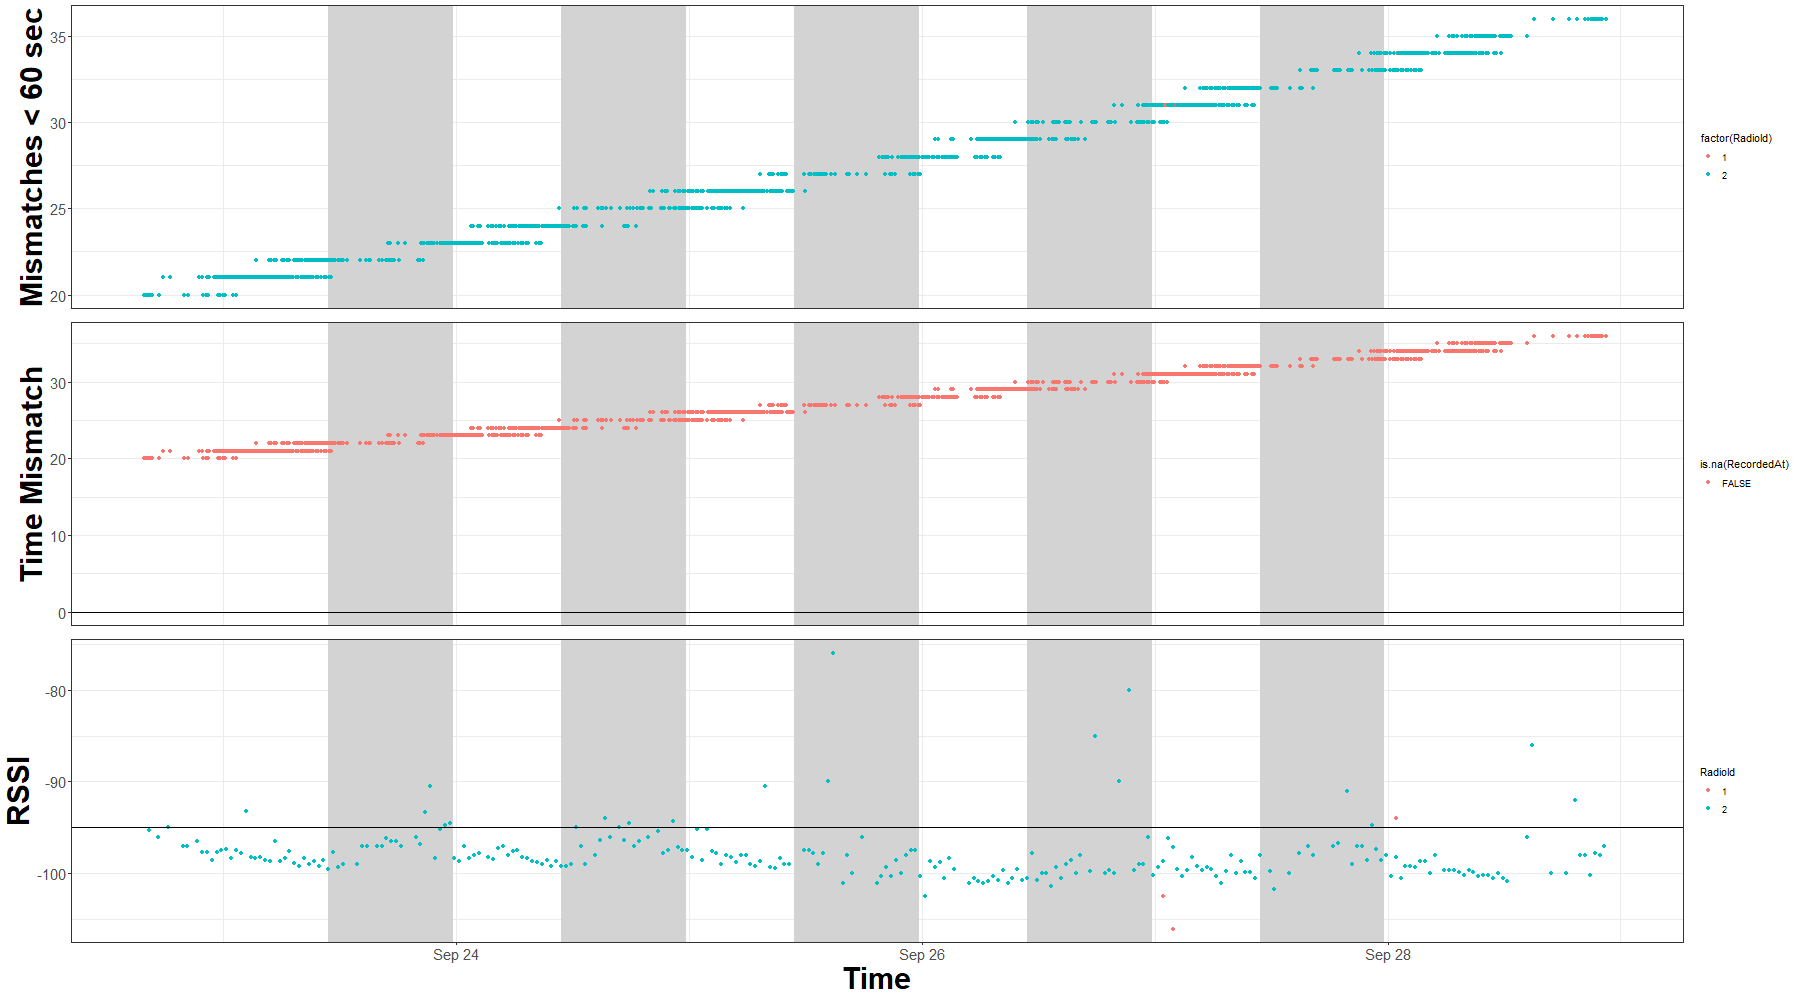 Mismatches < 60 sec
35
30
25
20
factor(RadioId)
1
2
Time Mismatch
30
20
10
0
is.na(RecordedAt)
FALSE
RSSI
-80
-90
-100
RadioId
1
2
Sep 24
Sep 26
Sep 28
Time